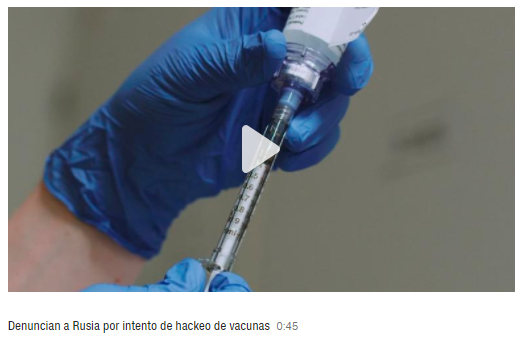 Denuncian a Rusia por intento de hackeo de vacunas 0:45